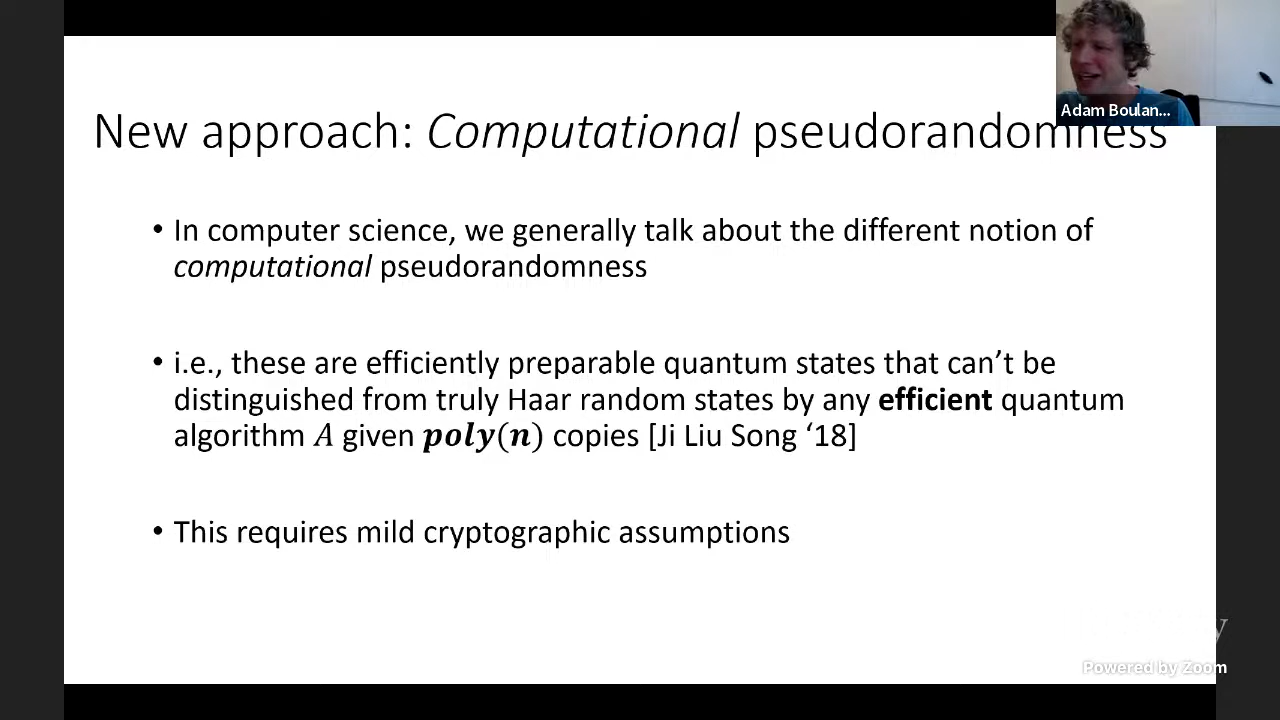 Adam Boulan...
New approach: Computational pseudorandomness
• In computer science, we generally talk about the different notion of
computational pseudorandomness
• i.e., these are efficiently preparable quantum states that can’t be
distinguished from truly Haar random states by any efficient quantum
algorithm A given poly(n) copies [Ji Liu Song ‘18]
• This requires mild cryptographic assumptions
Powered by Zoom